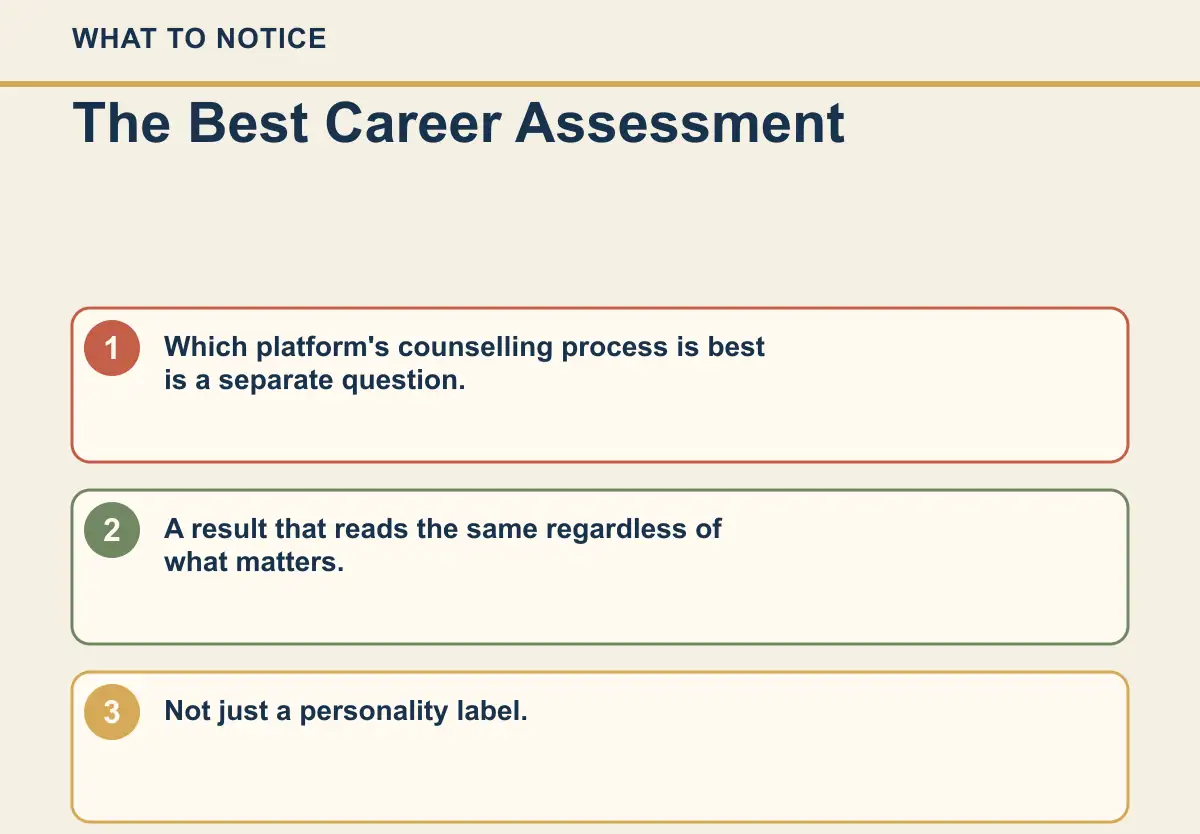 WHAT TO NOTICE
The Best Career Assessment
1
Which platform's counselling process is best
is a separate question.
2
A result that reads the same regardless of
what matters.
3
Not just a personality label.